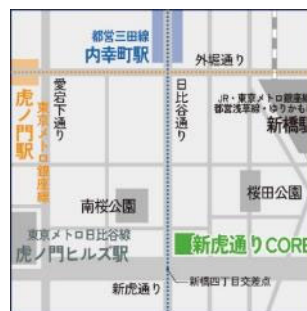 都営三田線
内幸町駅
外堀通り
愛宕下通り
日比谷通り
虎ノ門駅
東京メトロ銀座線
JR・東京メトロ銀座線
都営浅草線・ゆりかも
新橋駅
南桜公園
桜田公園
東京メトロ日比谷線
虎ノ門ヒルズ駅
新虎通りCORE
新虎通り
新橋四丁目交差点